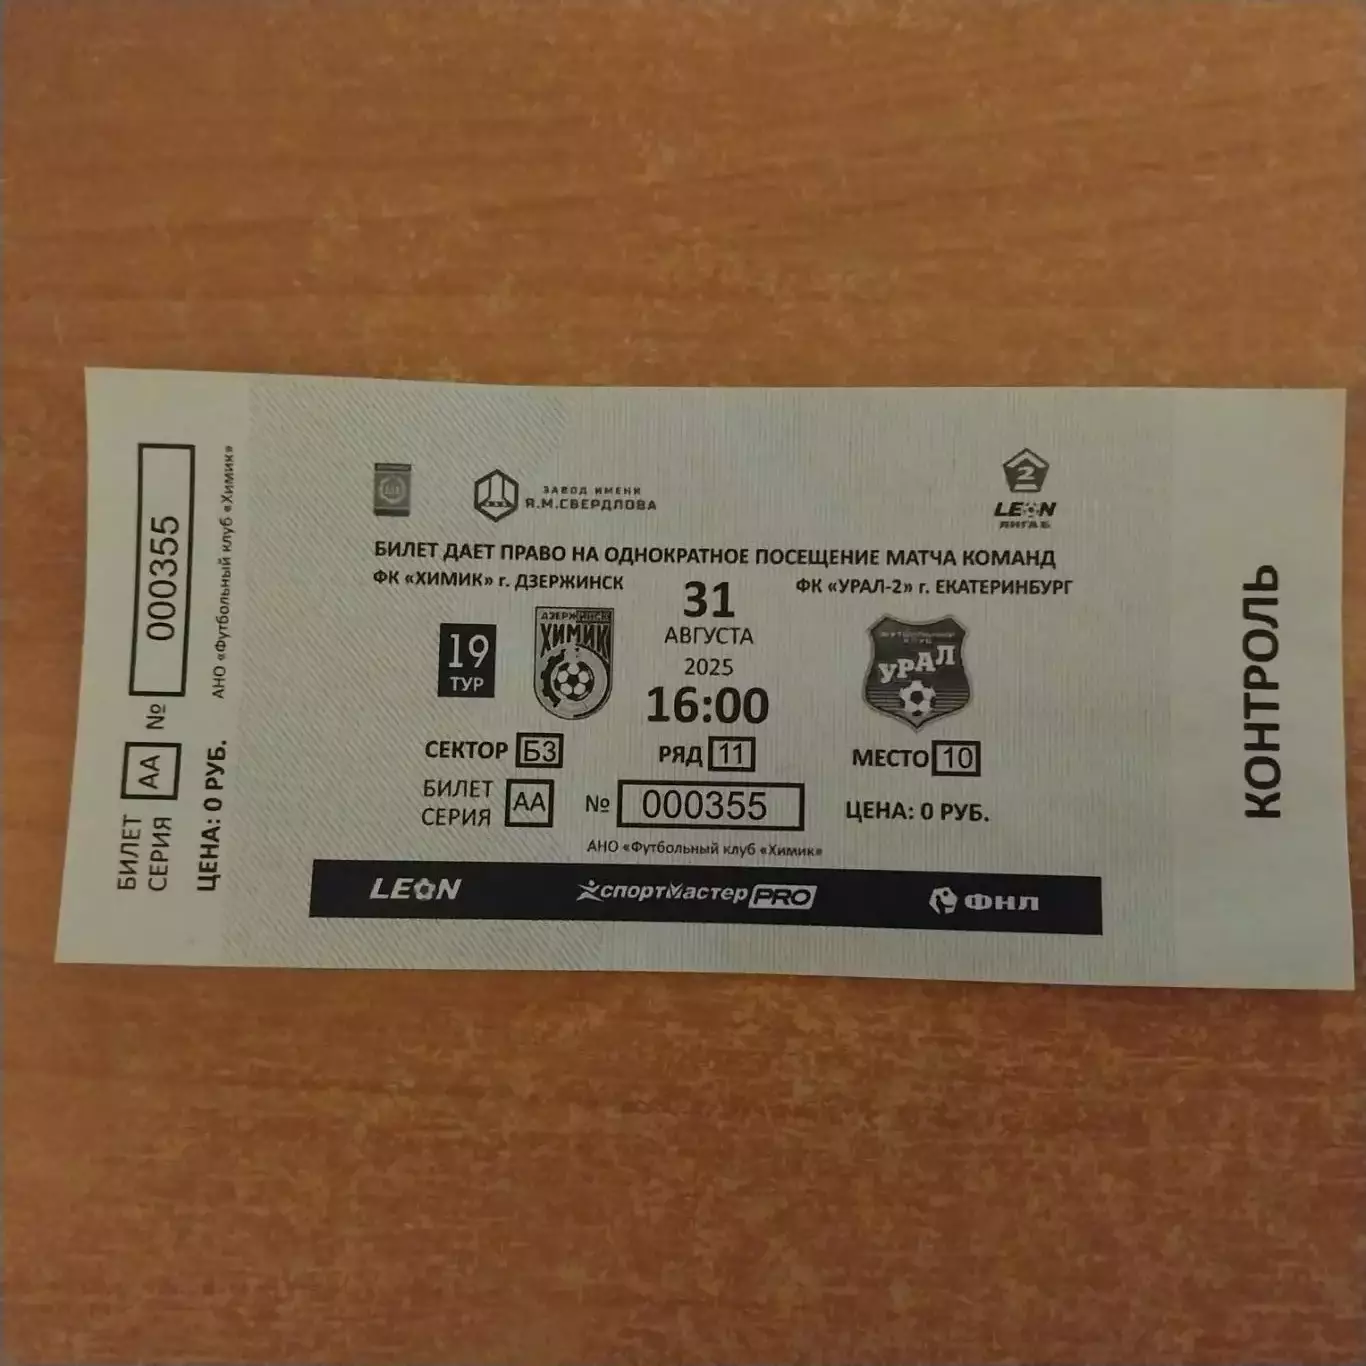 БИЛЕТ СЕРИЯ АА № 000355
ЦЕНА: 0 РУБ.
АНО «Футбольный клуб «Химик»
ЗАВОД ИМЕНИ
Я.М.СВЕРДЛОВА
2
LEON
ЛИГА Б
БИЛЕТ ДАЕТ ПРАВО НА ОДНОКРАТНОЕ ПОСЕЩЕНИЕ МАТЧА КОМАНД
ФК «ХИМИК» г. ДЗЕРЖИНСК
ФК «УРАЛ-2» г. ЕКАТЕРИНБУРГ
19
ТУР
ДЗЕРЖИНСК
ХИМИК
31
АВГУСТА
2025
16:00
ФУТБОЛЬНЫЙ
КЛУБ
УРАЛ
СЕКТОР Б3 РЯД 11 МЕСТО 10
БИЛЕТ СЕРИЯ АА № 000355 ЦЕНА: 0 РУБ.
АНО «Футбольный клуб «Химик»
LEON спортмастер PRO ФНЛ
КОНТРОЛЬ